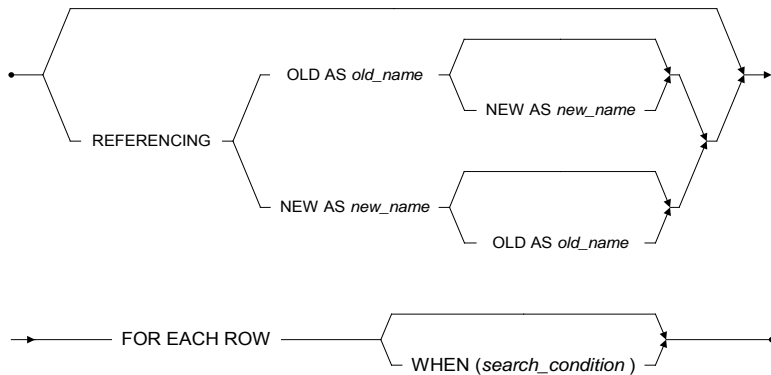 OLD AS old_name
NEW AS new_name
REFERENCING
NEW AS new_name
OLD AS old_name
FOR EACH ROW
WHEN (search_condition )